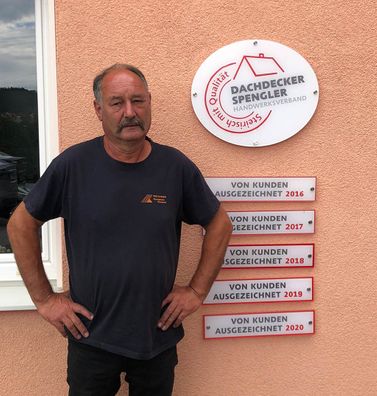 DACHDECKER
SPENGLER
HANDWERKSVERBAND
Steirisch mit Qualität
VON KUNDEN
AUSGEZEICHNET 2016
VON KUNDEN
AUSGEZEICHNET 2017
VON KUNDEN
AUSGEZEICHNET 2018
VON KUNDEN
AUSGEZEICHNET 2019
VON KUNDEN
AUSGEZEICHNET 2020